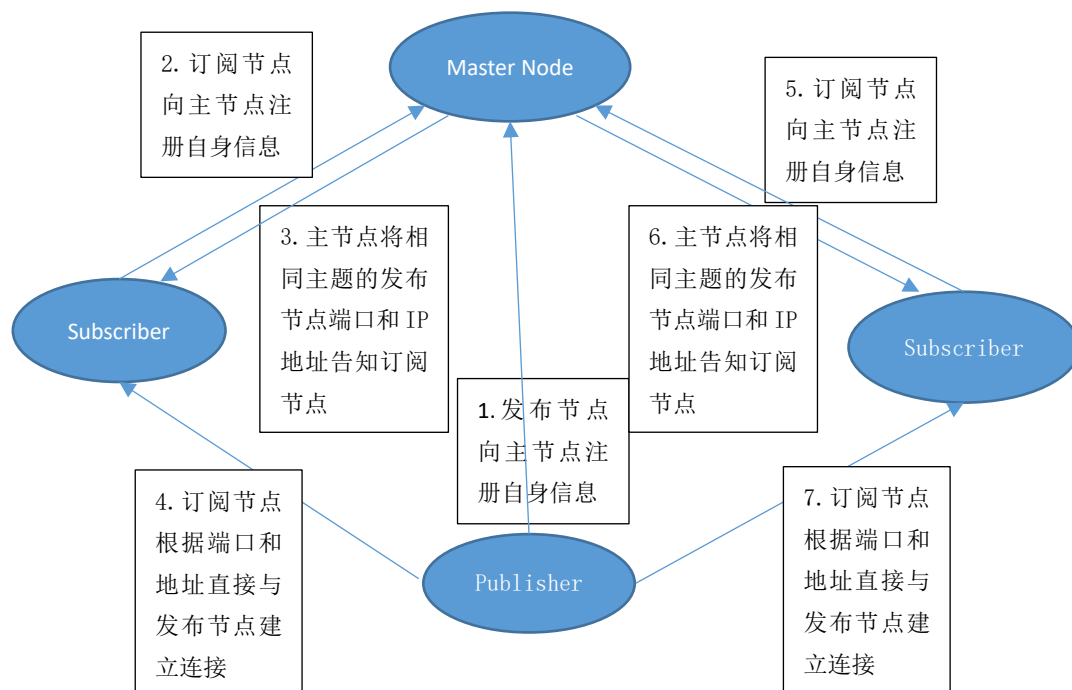 Master Node
2.订阅节点
向主节点注
册自身信息
5.订阅节点
向主节点注
册自身信息
3.主节点将相
同主题的发布
节点端口和 IP
地址告知订阅
节点
6.主节点将相
同主题的发布
节点端口和 IP
地址告知订阅
节点
Subscriber
Subscriber
1.发布节点
向主节点注
册自身信息
4.订阅节点
根据端口和
地址直接与
发布节点建
立连接
Publisher
7.订阅节点
根据端口和
地址直接与
发布节点建
立连接